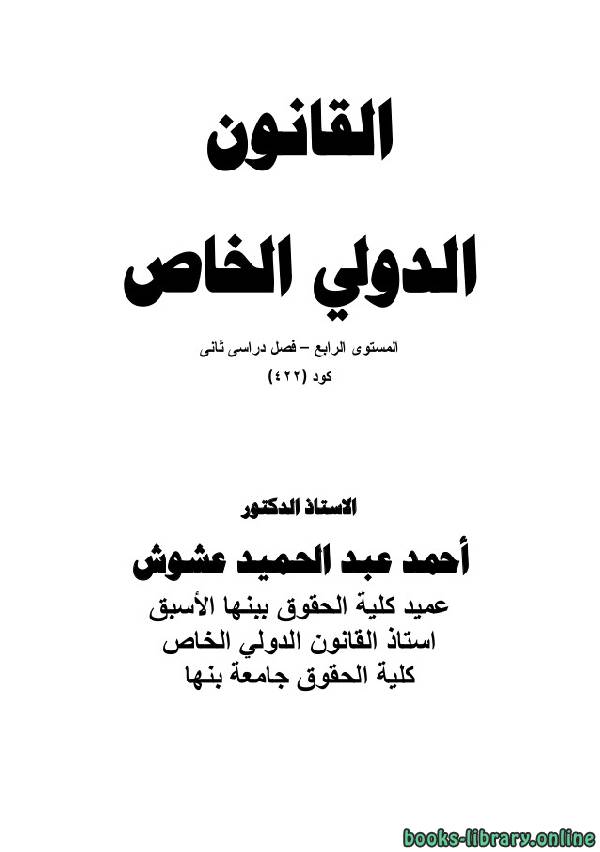 القانون
الدولي الخاص
المستوى الرابع – فصل دراسى ثانى
كود (٤٢٢)
الاستاذ الدكتور
أحمد عبد الحميد عشوش
عميد كلية الحقوق ببنها الأسبق
استاذ القانون الدولي الخاص
كلية الحقوق جامعة بنها
books-library.online